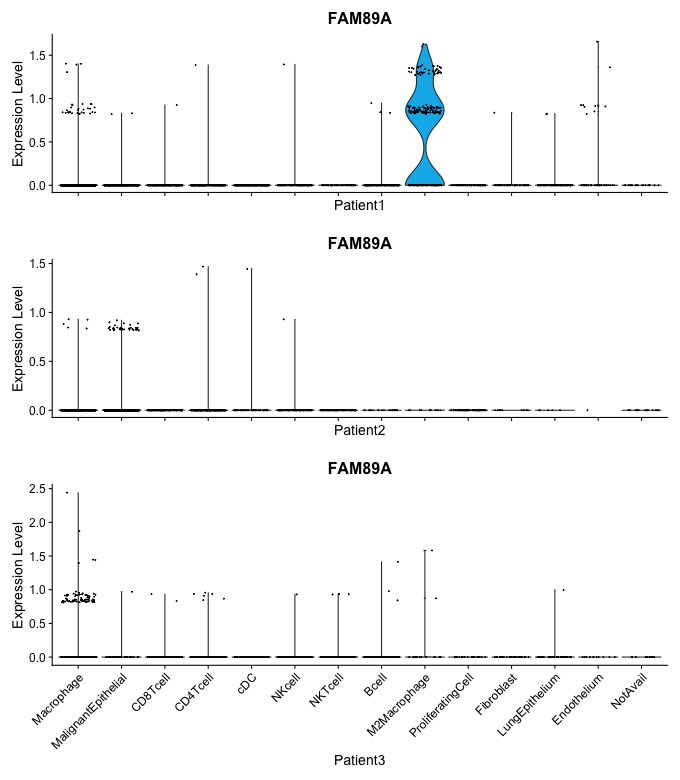 FAM89A
Expression Level
1.5
1.0
0.5
0.0
Patient1
FAM89A
Expression Level
1.5
1.0
0.5
0.0
Patient2
FAM89A
Expression Level
2.5
2.0
1.5
1.0
0.5
0.0
Macrophage
MalignantEpithelial
CD8Tcell
CD4Tcell
cDC
NKcell
NKTcell
Bcell
M2Macrophage
ProliferatingCell
Fibroblast
LungEpithelium
Endothelium
NotAvail
Patient3